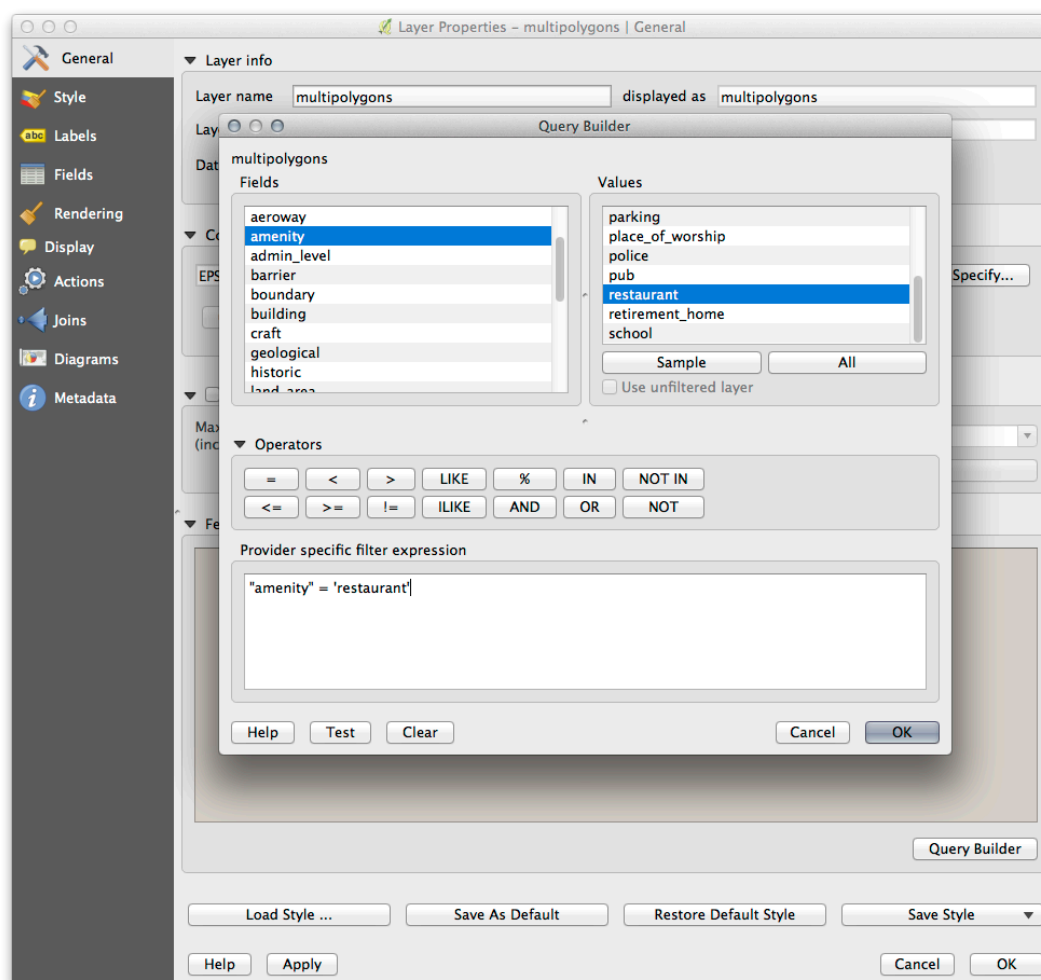 Layer Properties – multipolygons | General
General
Style
abc Labels
Fields
Rendering
Display
Actions
Joins
Diagrams
i Metadata
Layer info
Layer name multipolygons displayed as multipolygons
Query Builder
multipolygons
Fields
aeroway
amenity
admin_level
barrier
boundary
building
craft
geological
historic
land_area
Values
parking
place_of_worship
police
pub
restaurant
retirement_home
school
Sample All
Use unfiltered layer
Specify...
Operators
= < > LIKE % IN NOT IN
<= >= != ILIKE AND OR NOT
Provider specific filter expression
"amenity" = 'restaurant'
Help Test Clear Cancel OK
Query Builder
Load Style ... Save As Default Restore Default Style Save Style
Help Apply Cancel OK